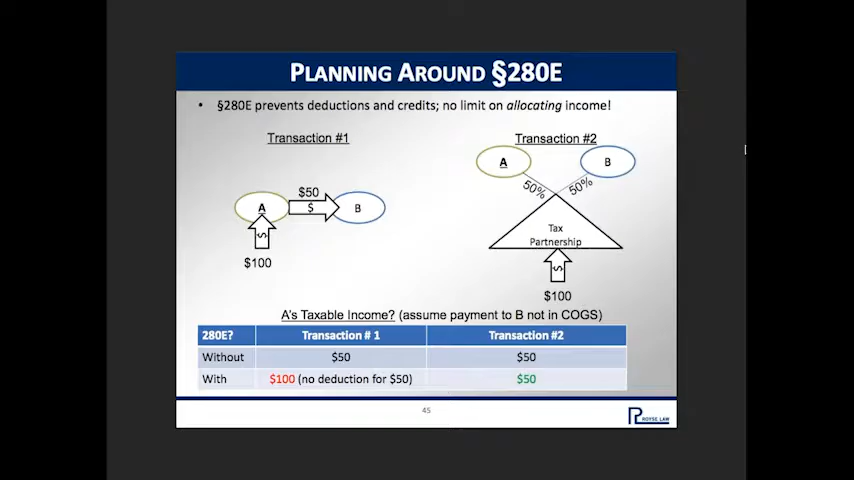 PLANNING AROUND §280E
• §280E prevents deductions and credits; no limit on allocating income!
Transaction #1
Transaction #2
A
B
50%
50%
$50
A
$
B
$
$100
Tax
Partnership
$
$100
A's Taxable Income? (assume payment to B not in COGS)
280E? Transaction # 1 Transaction #2
Without $50 $50
With $100 (no deduction for $50) $50
45
ROYSE LAW